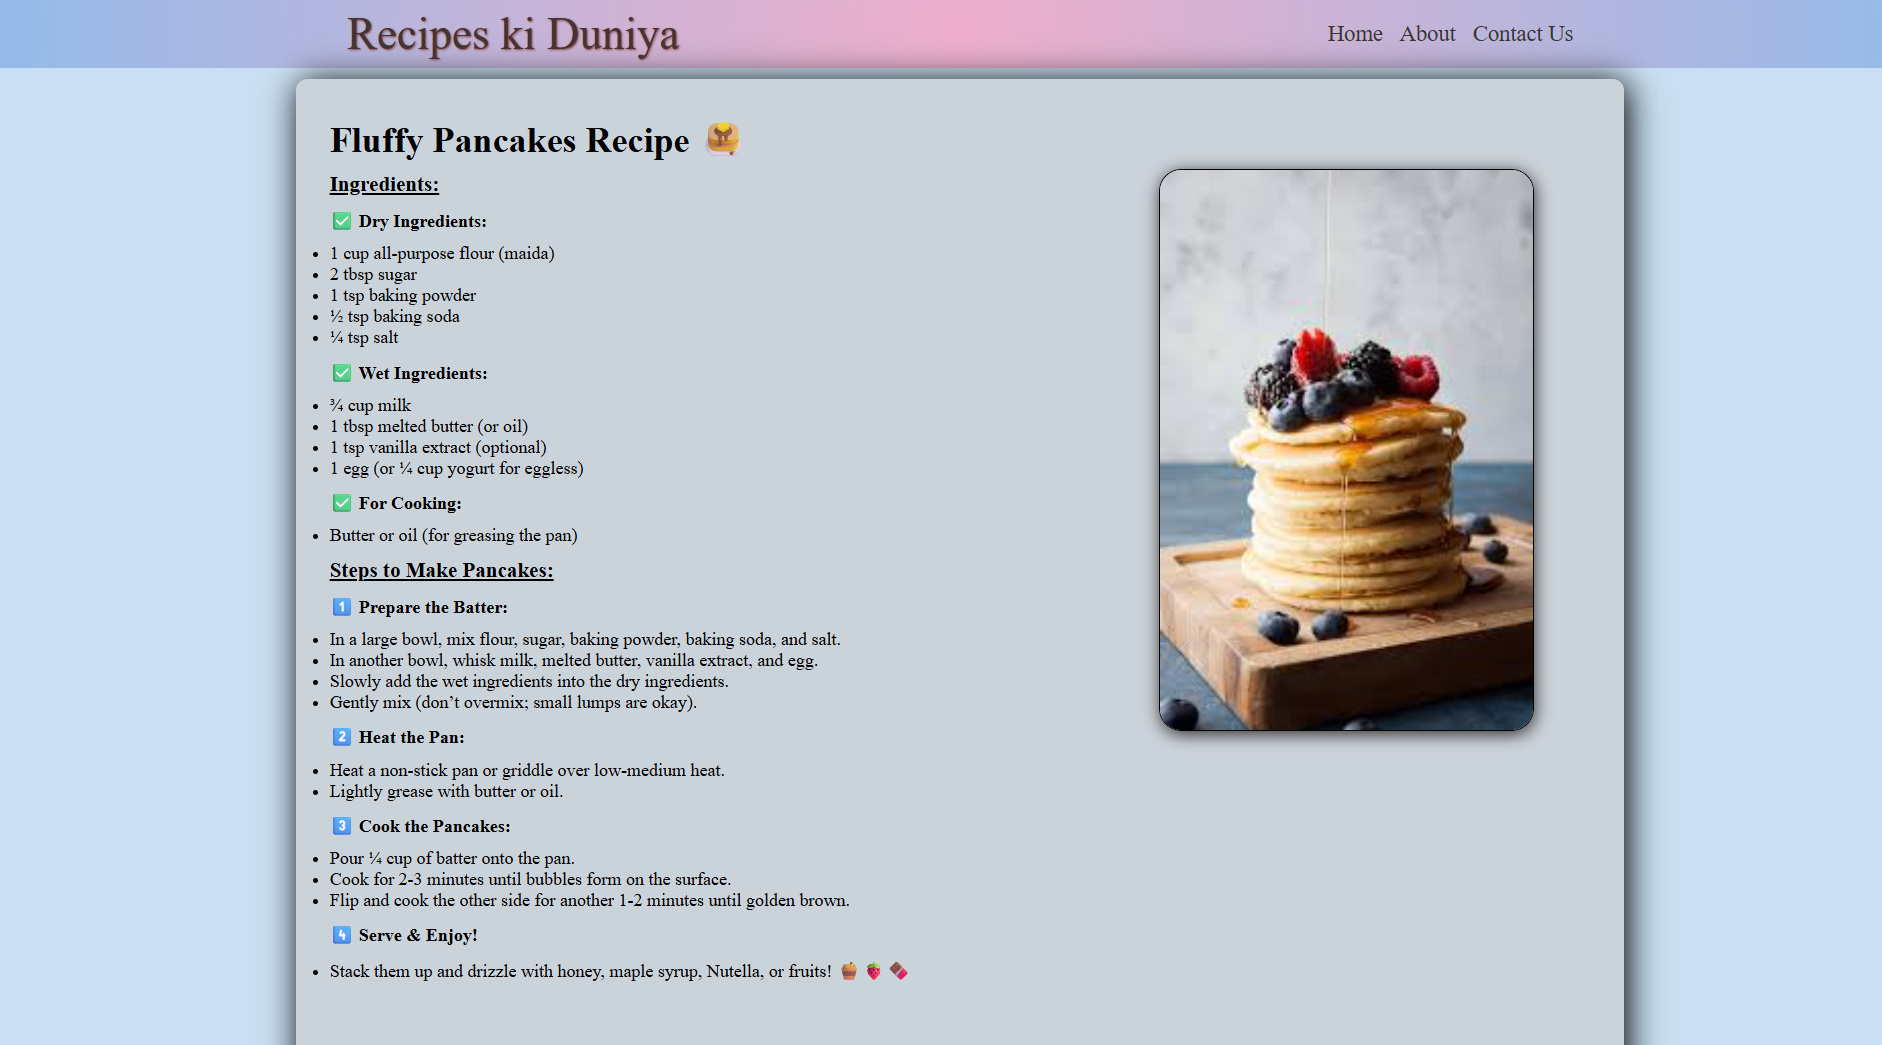 Recipes ki Duniya
Home About Contact Us
Fluffy Pancakes Recipe 🥞
Ingredients:
✅ Dry Ingredients:
• 1 cup all-purpose flour (maida)
• 2 tbsp sugar
• 1 tsp baking powder
• ½ tsp baking soda
• ¼ tsp salt
✅ Wet Ingredients:
• ¾ cup milk
• 1 tbsp melted butter (or oil)
• 1 tsp vanilla extract (optional)
• 1 egg (or ¼ cup yogurt for eggless)
✅ For Cooking:
• Butter or oil (for greasing the pan)
Steps to Make Pancakes:
1️⃣ Prepare the Batter:
• In a large bowl, mix flour, sugar, baking powder, baking soda, and salt.
• In another bowl, whisk milk, melted butter, vanilla extract, and egg.
• Slowly add the wet ingredients into the dry ingredients.
• Gently mix (don’t overmix; small lumps are okay).
2️⃣ Heat the Pan:
• Heat a non-stick pan or griddle over low-medium heat.
• Lightly grease with butter or oil.
3️⃣ Cook the Pancakes:
• Pour ¼ cup of batter onto the pan.
• Cook for 2-3 minutes until bubbles form on the surface.
• Flip and cook the other side for another 1-2 minutes until golden brown.
4️⃣ Serve & Enjoy!
• Stack them up and drizzle with honey, maple syrup, Nutella, or fruits! 🍯 🍓 🍫